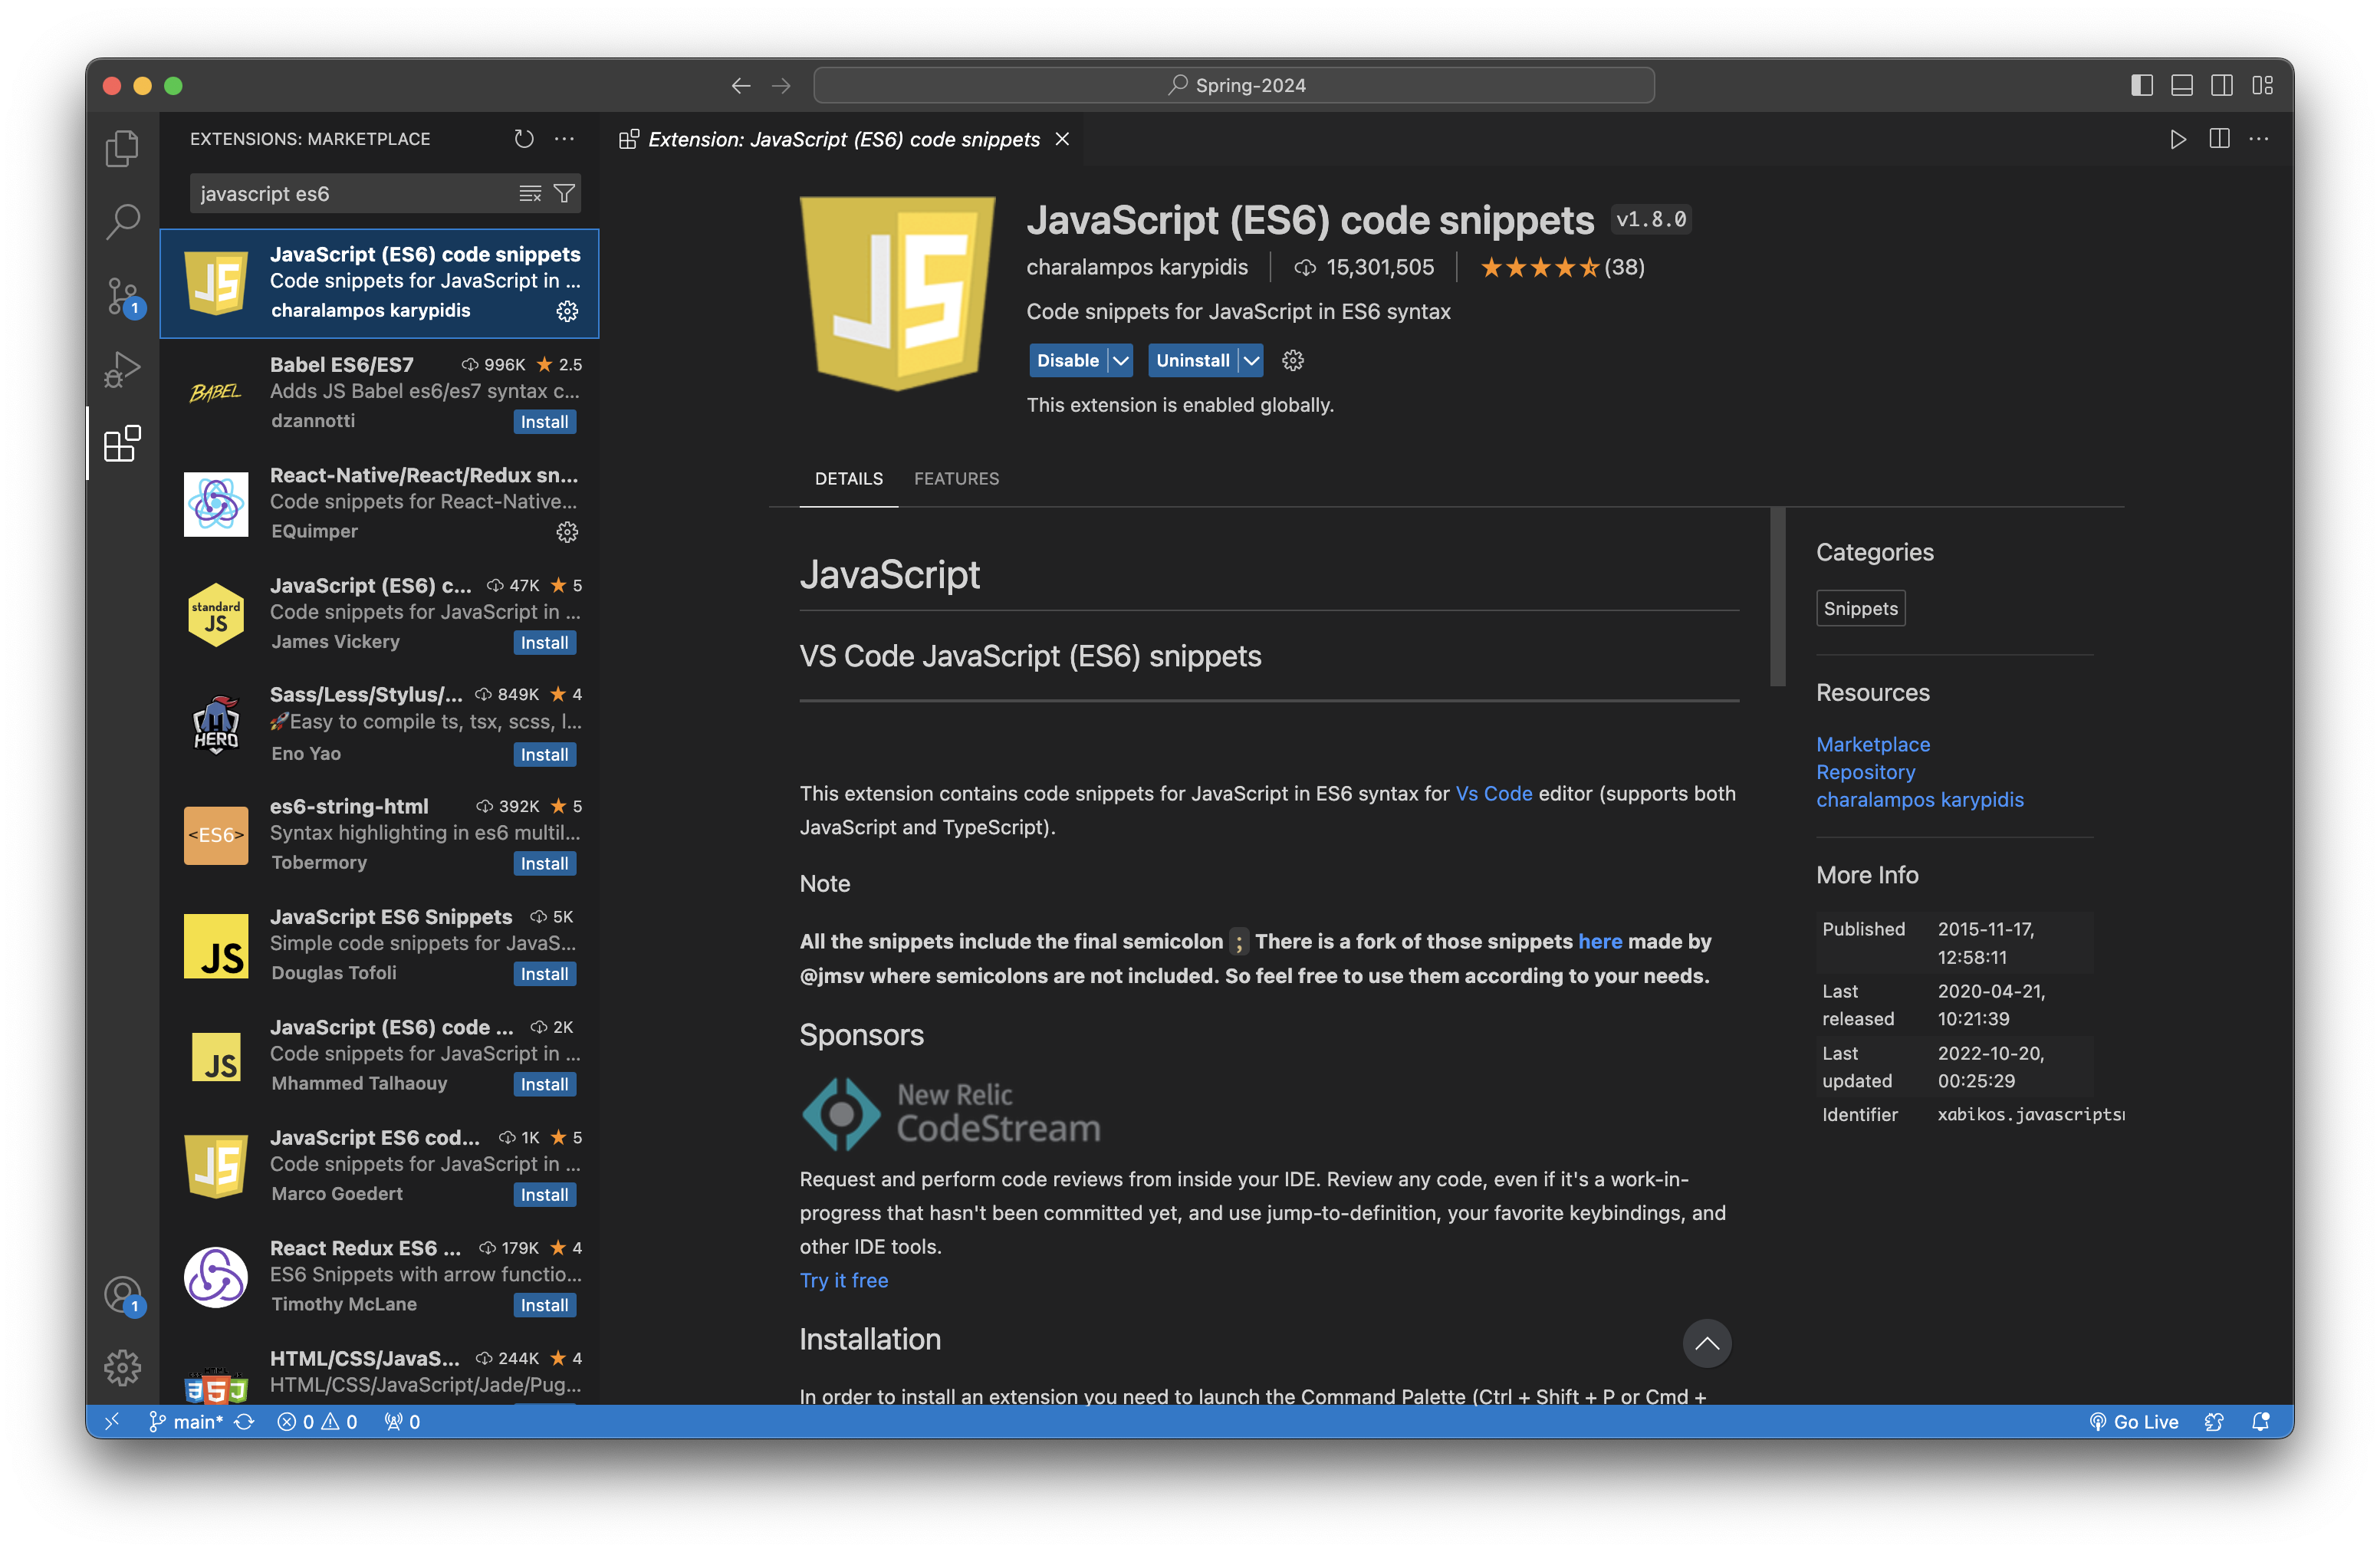 Spring-2024
EXTENSIONS: MARKETPLACE
javascript es6
JavaScript (ES6) code snippets
Code snippets for JavaScript in ...
charalampos karypidis
Babel ES6/ES7 996K 2.5
Adds JS Babel es6/es7 syntax c...
dzannotti Install
BABEL
React-Native/React/Redux sn...
Code snippets for React-Native...
EQuimper
JavaScript (ES6) c... 47K 5
Code snippets for JavaScript in ...
James Vickery Install
standard
JS
Sass/Less/Stylus/... 849K 4
🚀Easy to compile ts, tsx, scss, l...
Eno Yao Install
HERO
es6-string-html 392K 5
Syntax highlighting in es6 multil...
Tobermory Install
<ES6>
JavaScript ES6 Snippets 5K
Simple code snippets for JavaS...
Douglas Tofoli Install
JS
JavaScript (ES6) code ... 2K
Code snippets for JavaScript in ...
Mhammed Talhaouy Install
JS
JavaScript ES6 cod... 1K 5
Code snippets for JavaScript in ...
Marco Goedert Install
JS
React Redux ES6 ... 179K 4
ES6 Snippets with arrow functio...
Timothy McLane Install
HTML/CSS/JavaS... 244K 4
HTML/CSS/JavaScript/Jade/Pug...
1
1
Extension: JavaScript (ES6) code snippets
JS
JavaScript (ES6) code snippets v1.8.0
charalampos karypidis 15,301,505 (38)
Code snippets for JavaScript in ES6 syntax
Disable Uninstall
This extension is enabled globally.
DETAILS FEATURES
JavaScript
VS Code JavaScript (ES6) snippets
This extension contains code snippets for JavaScript in ES6 syntax for Vs Code editor (supports both
JavaScript and TypeScript).
Note
All the snippets include the final semicolon ; There is a fork of those snippets here made by
@jmsv where semicolons are not included. So feel free to use them according to your needs.
Sponsors
New Relic
CodeStream
Request and perform code reviews from inside your IDE. Review any code, even if it's a work-in-
progress that hasn't been committed yet, and use jump-to-definition, your favorite keybindings, and
other IDE tools.
Try it free
Installation
In order to install an extension you need to launch the Command Palette (Ctrl + Shift + P or Cmd +
Categories
Snippets
Resources
Marketplace
Repository
charalampos karypidis
More Info
Published 2015-11-17,
12:58:11
Last 2020-04-21,
released 10:21:39
Last 2022-10-20,
updated 00:25:29
Identifier xabikos.javascripts
main* 0 0 0 Go Live